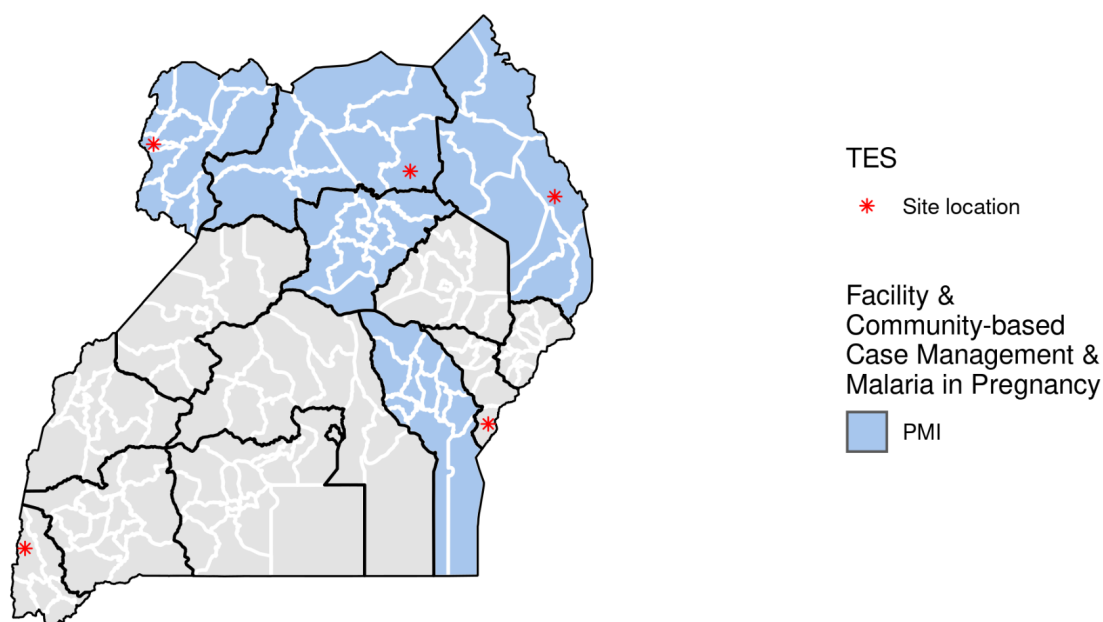 TES
Site location
Facility &
Community-based
Case Management &
Malaria in Pregnancy
PMI